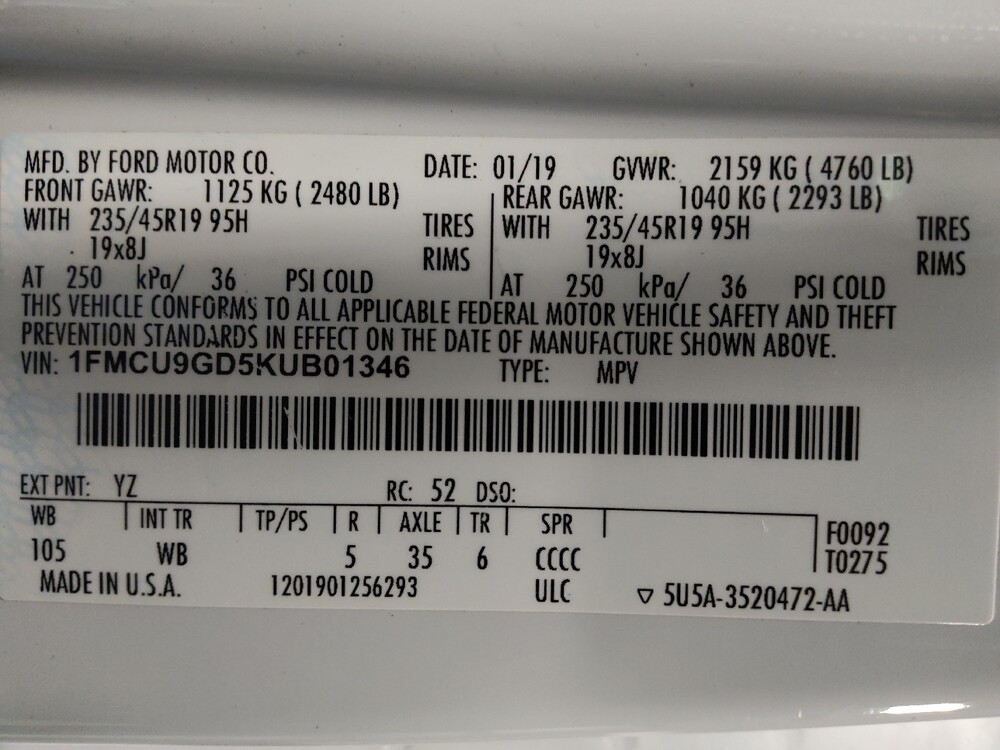 MFD. BY FORD MOTOR CO. DATE: 01/19 GVWR: 2159 KG ( 4760 LB)
FRONT GAWR: 1125 KG ( 2480 LB) REAR GAWR: 1040 KG ( 2293 LB)
WITH 235/45R19 95H TIRES WITH 235/45R19 95H TIRES
19x8J RIMS 19x8J RIMS
AT 250 kPa/ 36 PSI COLD AT 250 kPa/ 36 PSI COLD
THIS VEHICLE CONFORMS TO ALL APPLICABLE FEDERAL MOTOR VEHICLE SAFETY AND THEFT
PREVENTION STANDARDS IN EFFECT ON THE DATE OF MANUFACTURE SHOWN ABOVE.
VIN: 1FMCU9GD5KUB01346 TYPE: MPV
EXT PNT: YZ RC: 52 DSO:
WB INT TR TP/PS R AXLE TR SPR F0092
105 WB 5 35 6 CCCC T0275
MADE IN U.S.A. 1201901256293 ULC ▽ 5U5A-3520472-AA